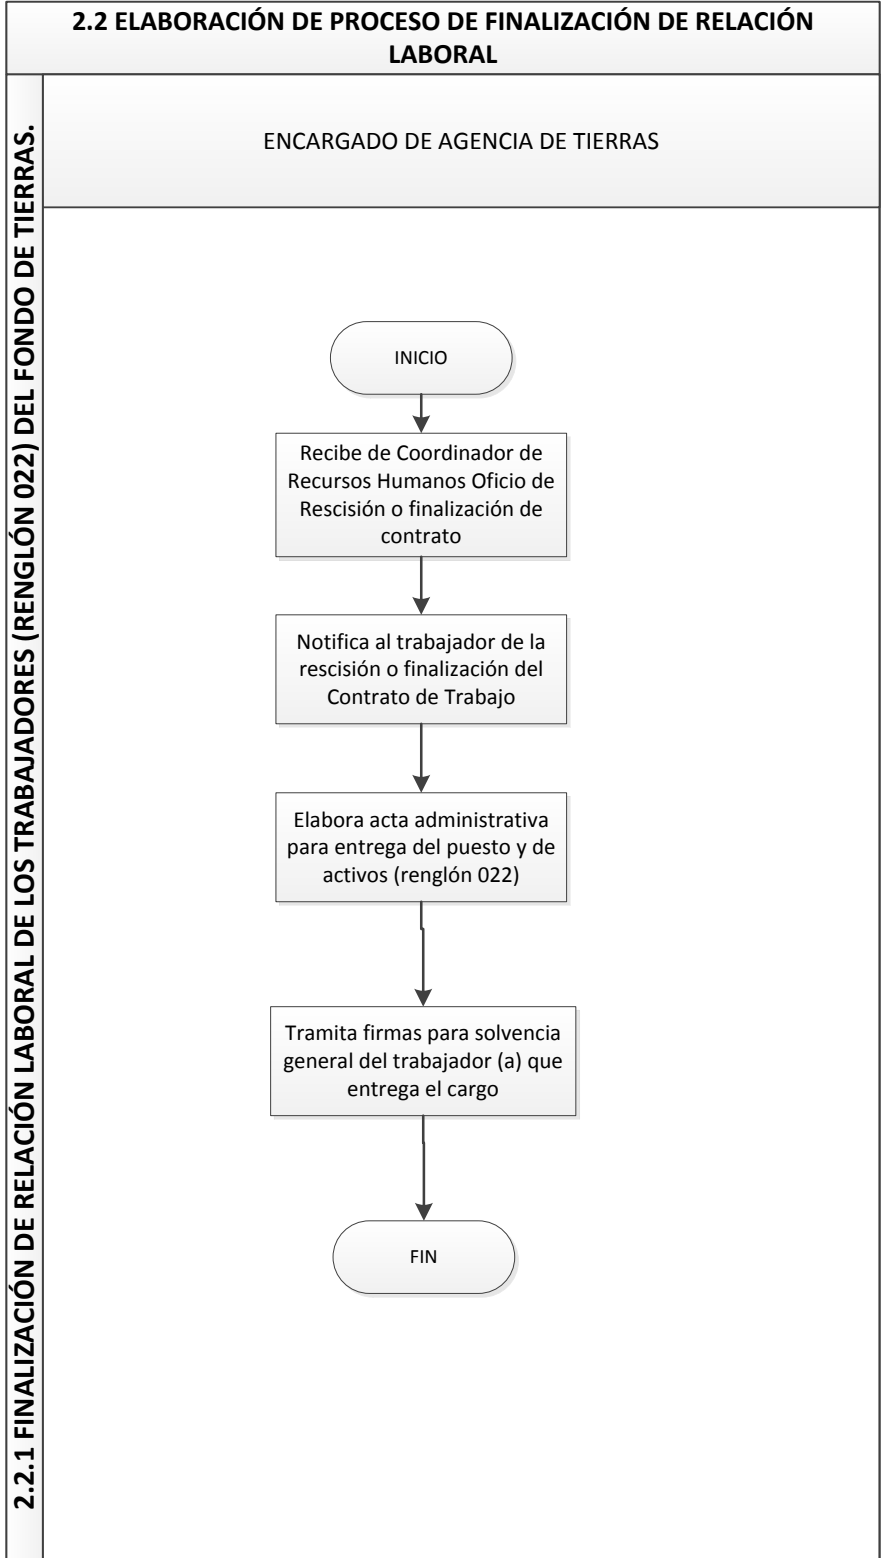 2.2 ELABORACIÓN DE PROCESO DE FINALIZACIÓN DE RELACIÓN
LABORAL
2.2.1 FINALIZACIÓN DE RELACIÓN LABORAL DE LOS TRABAJADORES (RENGLÓN 022) DEL FONDO DE TIERRAS.
ENCARGADO DE AGENCIA DE TIERRAS
INICIO
Recibe de Coordinador de
Recursos Humanos Oficio de
Rescisión o finalización de
contrato
Notifica al trabajador de la
rescisión o finalización del
Contrato de Trabajo
Elabora acta administrativa
para entrega del puesto y de
activos (renglón 022)
Tramita firmas para solvencia
general del trabajador (a) que
entrega el cargo
FIN